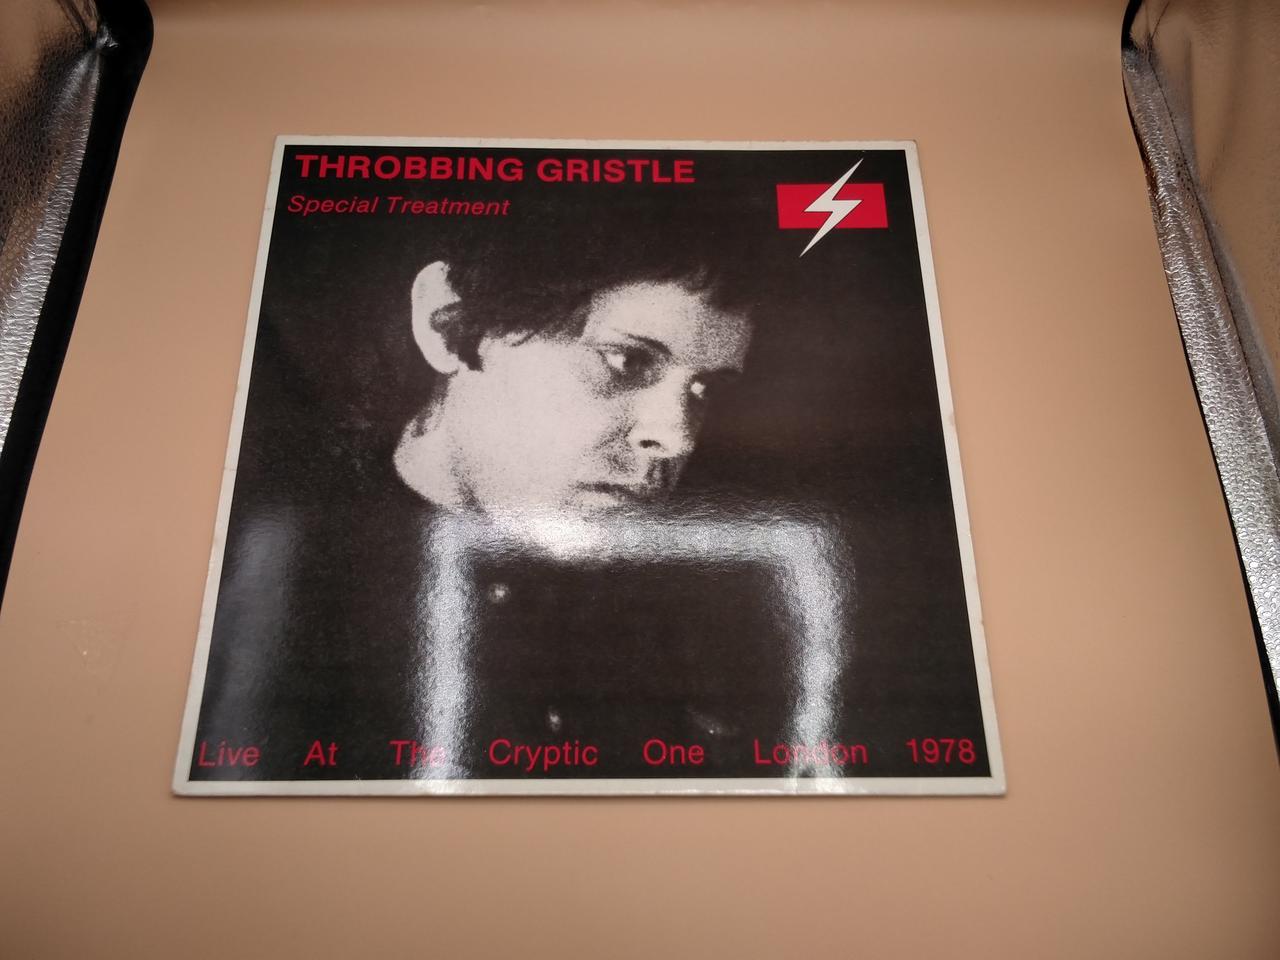 THROBBING GRISTLE
Special Treatment
Live At The Cryptic One London 1978